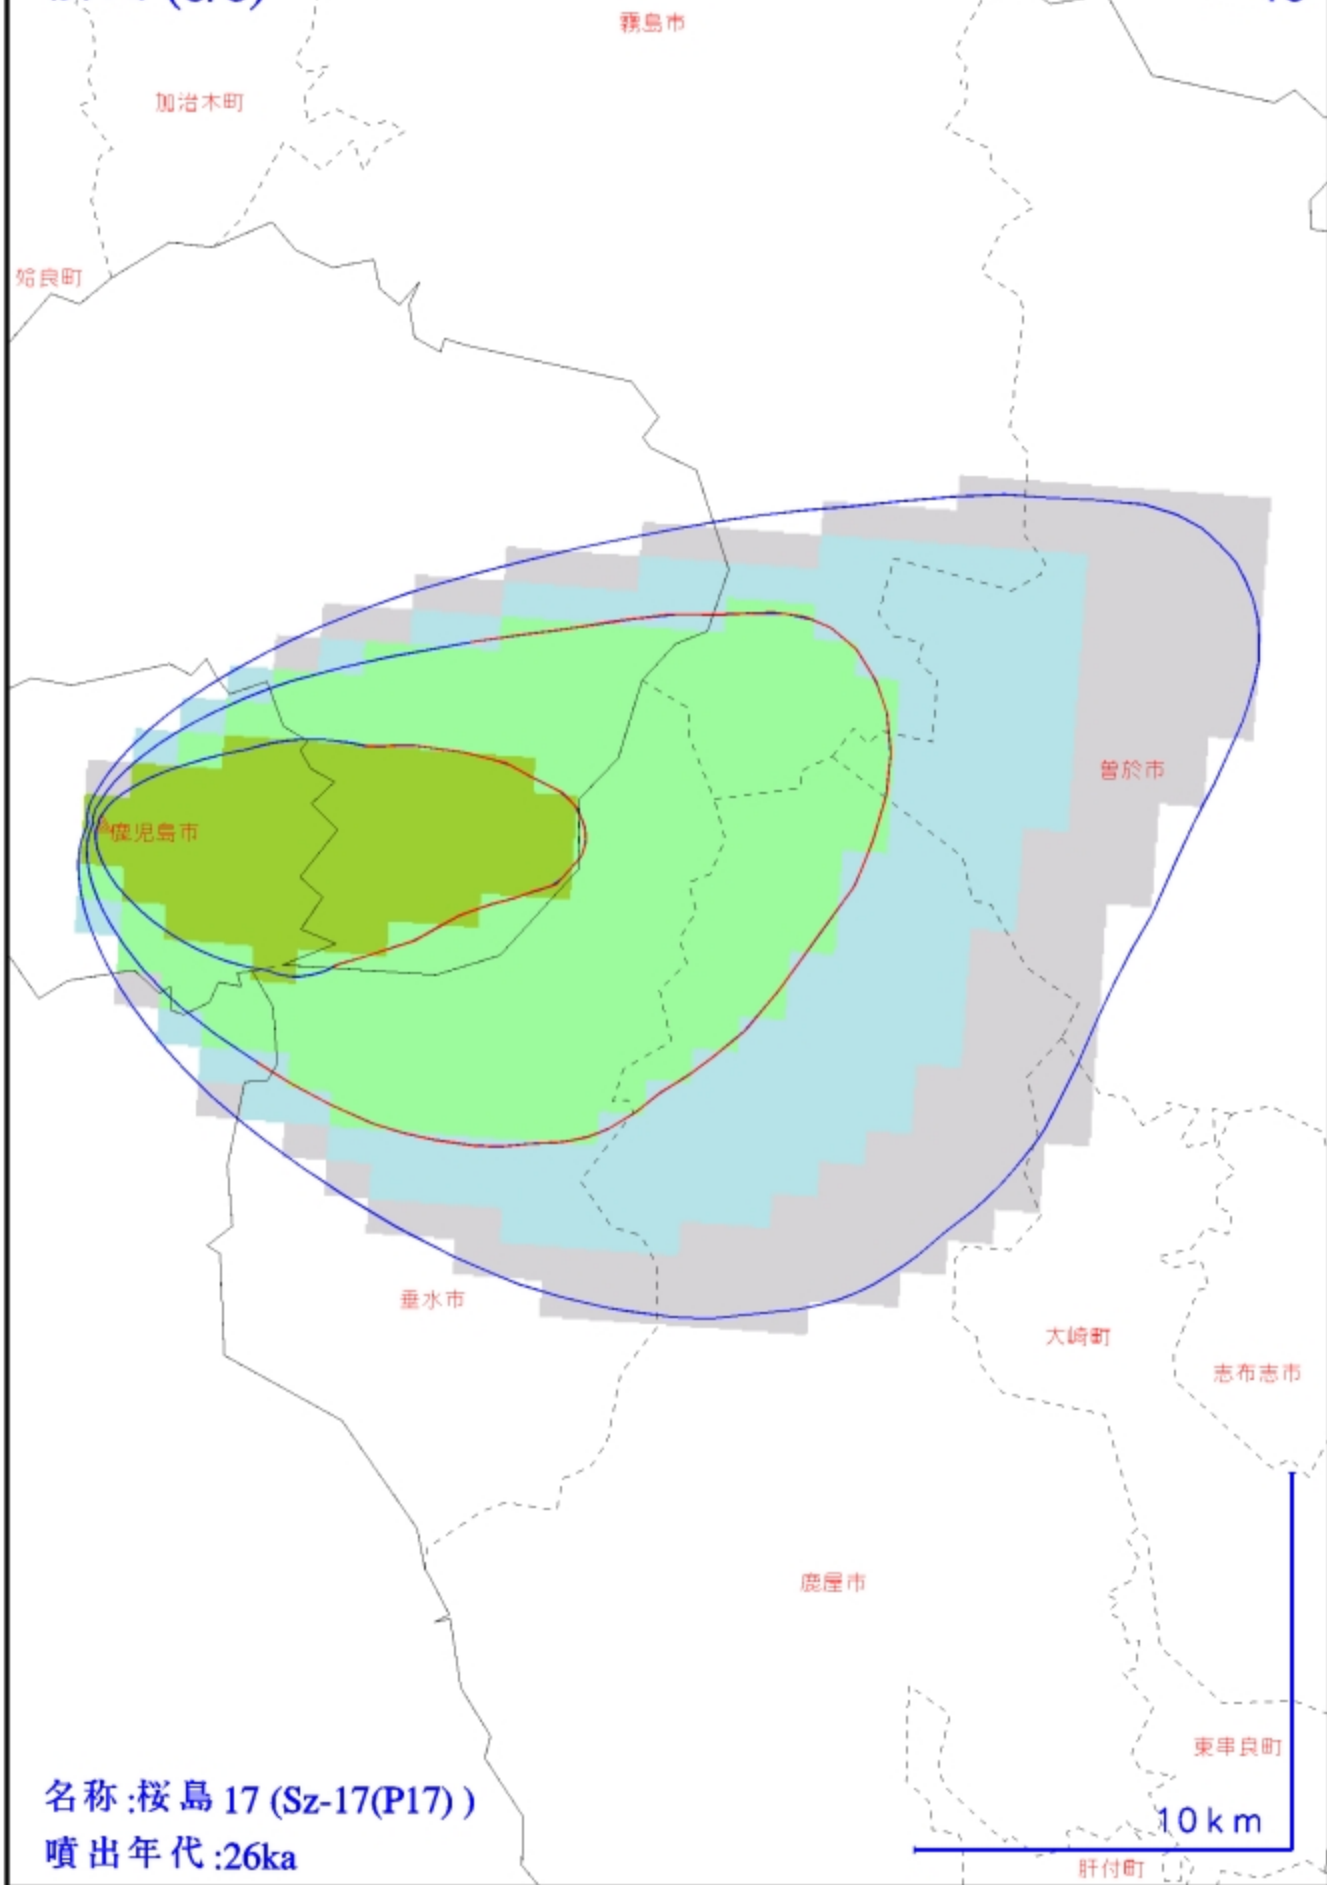 霧島市
加治木町
姶良町
曽於市
鹿児島市
垂水市
大崎町
志布志市
鹿屋市
東串良町
名称:桜島17 (Sz-17(P17) )
10km
噴出年代:26ka
肝付町